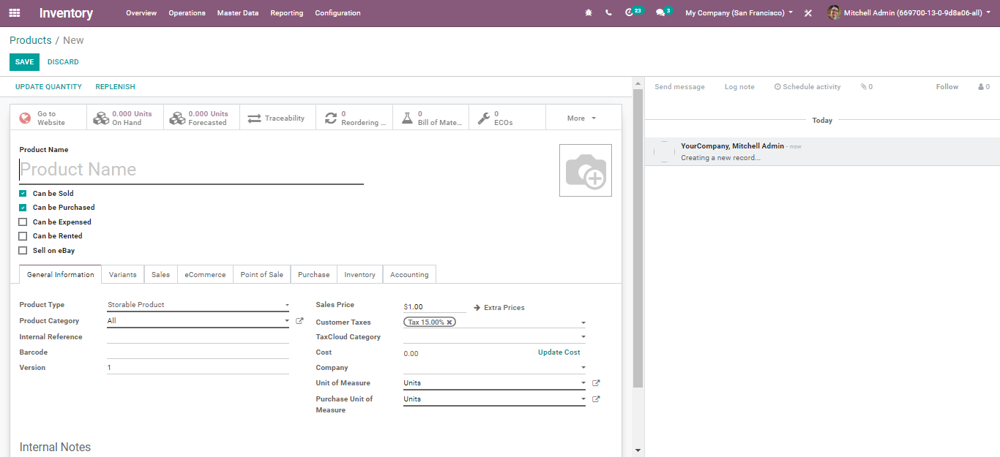 Inventory Overview Operations Master Data Reporting Configuration 23 3 My Company (San Francisco) Mitchell Admin (669700-13-0-9d8a06-all)
Products / New
SAVE DISCARD
UPDATE QUANTITY REPLENISH
Send message Log note Schedule activity 0 Follow 0
Go to
Website
0.000 Units
On Hand
0.000 Units
Forecasted
Traceability
0
Reordering ...
0
Bill of Mate...
0
ECOs
More
Today
YourCompany, Mitchell Admin - now
Creating a new record...
Product Name
Product Name
Can be Sold
Can be Purchased
Can be Expensed
Can be Rented
Sell on eBay
General Information Variants Sales eCommerce Point of Sale Purchase Inventory Accounting
Product Type Storable Product
Product Category All
Internal Reference
Barcode
Version 1
Sales Price $1.00 Extra Prices
Customer Taxes Tax 15.00%
TaxCloud Category
Cost 0.00 Update Cost
Company
Unit of Measure Units
Purchase Unit of Units
Measure
Internal Notes